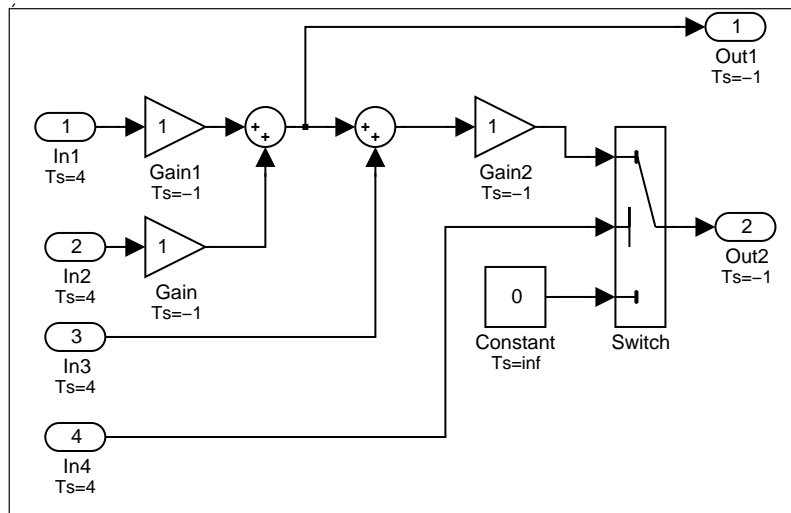 1
Out1
Ts=−1
1
In1
Ts=4
1
Gain1
Ts=−1
+
+
+
+
1
Gain2
Ts=−1
2
In2
Ts=4
1
Gain
Ts=−1
2
Out2
Ts=−1
3
In3
Ts=4
0
Constant
Ts=inf
Switch
4
In4
Ts=4